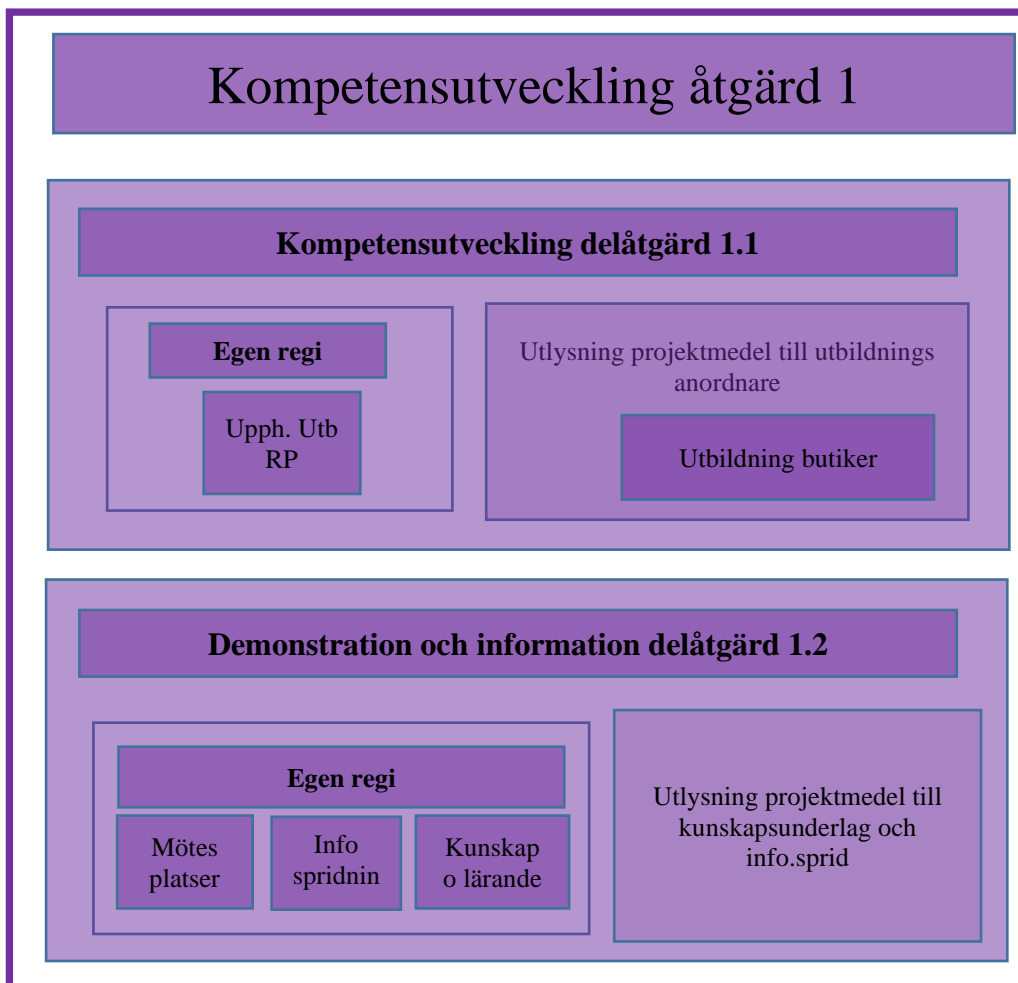 Kompetensutveckling åtgärd 1
Kompetensutveckling delåtgärd 1.1
Egen regi
Upph. Utb
RP
Utlysning projektmedel till utbildnings
anordnare
Utbildning butiker
Demonstration och information delåtgärd 1.2
Egen regi
Mötes
platser
Info
spridnin
Kunskap
o lärande
Utlysning projektmedel till
kunskapsunderlag och
info.sprid